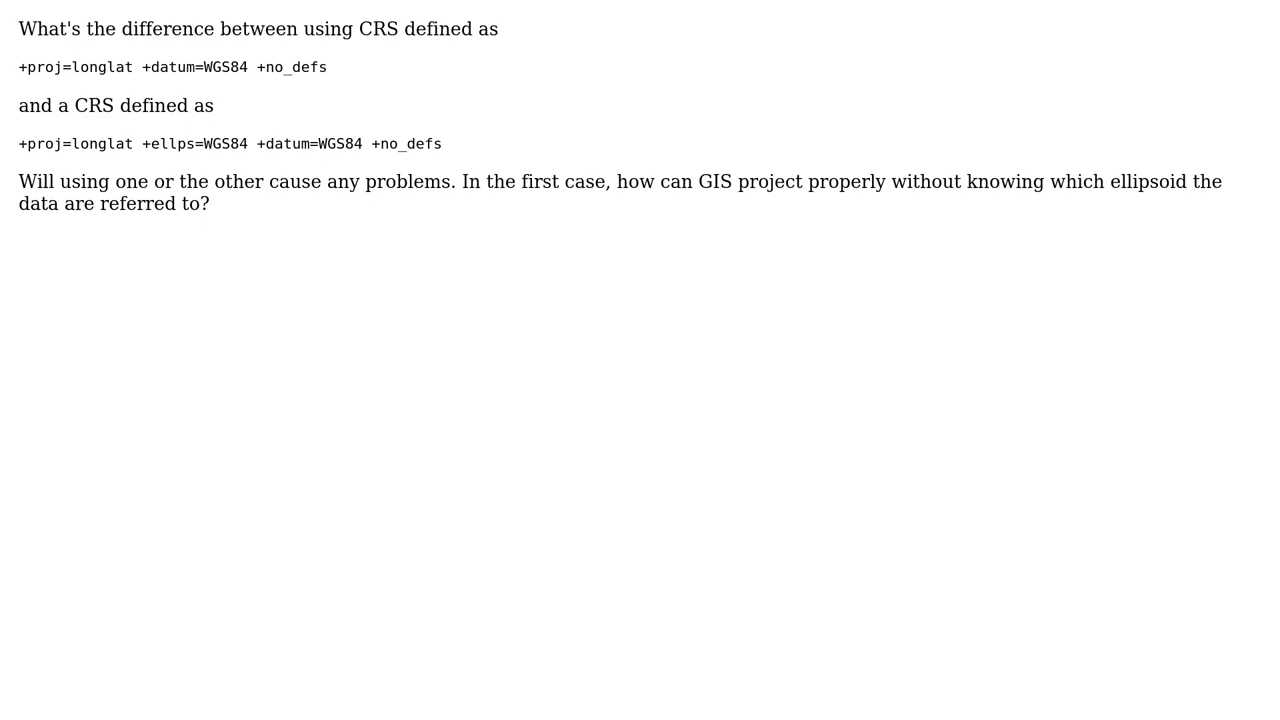 What's the difference between using CRS defined as
+proj=longlat +datum=WGS84 +no_defs
and a CRS defined as
+proj=longlat +ellps=WGS84 +datum=WGS84 +no_defs
Will using one or the other cause any problems. In the first case, how can GIS project properly without knowing which ellipsoid the
data are referred to?